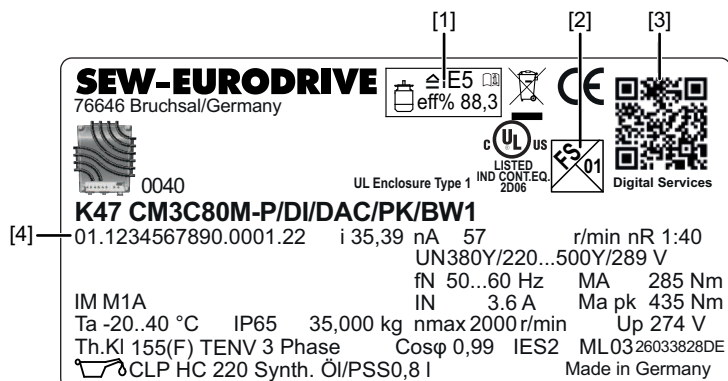 [1] [2] [3]
SEW-EURODRIVE
76646 Bruchsal/Germany
≙ IE5
eff% 88,3
CE
C UL US
LISTED
IND CONT.EQ.
2D06
FS 01
Digital Services
0040
UL Enclosure Type 1
K47 CM3C80M-P/DI/DAC/PK/BW1
[4] 01.1234567890.0001.22 i 35,39 nA 57 r/min nR 1:40
UN380Y/220...500Y/289 V
fN 50...60 Hz MA 285 Nm
IM M1A IN 3.6 A Ma pk 435 Nm
Ta -20..40 °C IP65 35,000 kg nmax 2000 r/min Up 274 V
Th.Kl 155(F) TENV 3 Phase Cosφ 0,99 IES2 ML03 26033828DE
CLP HC 220 Synth. Öl/PSS0,8 l Made in Germany